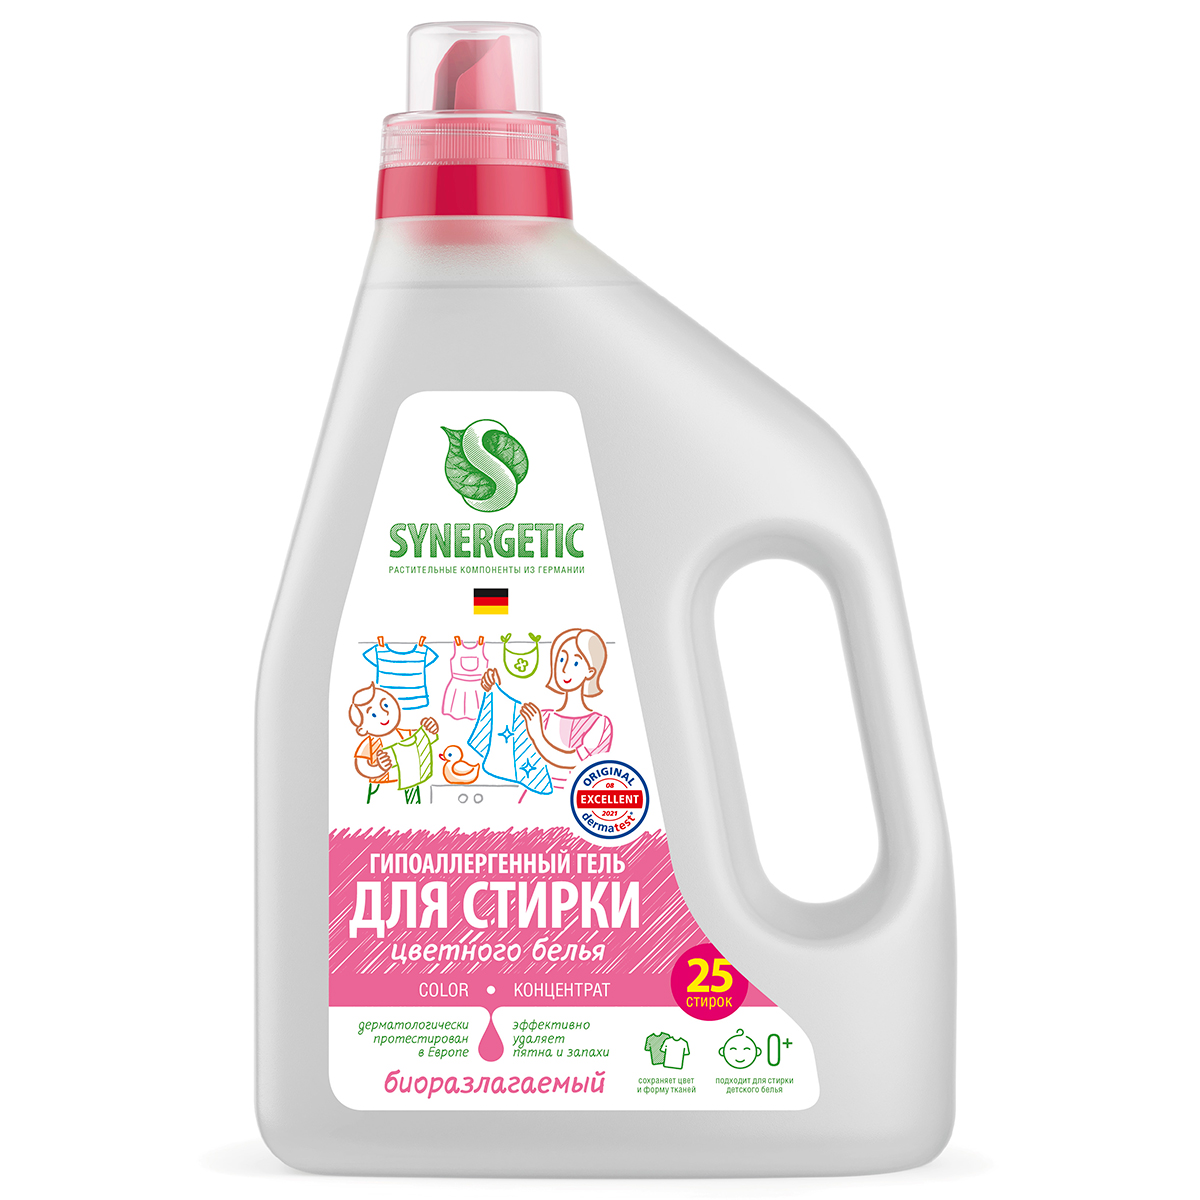 SYNERGETIC
РАСТИТЕЛЬНЫЕ КОМПОНЕНТЫ ИЗ ГЕРМАНИИ
ORIGINAL
08
EXCELLENT
2021
dermatest®
ГИПОАЛЛЕРГЕННЫЙ ГЕЛЬ
ДЛЯ СТИРКИ
цветного белья
COLOR • КОНЦЕНТРАТ
25
стирок
дерматологически
протестирован
в Европе
эффективно
удаляет
пятна и запахи
биоразлагаемый
сохраняет цвет
и форму тканей
0+
подходит для стирки
детского белья